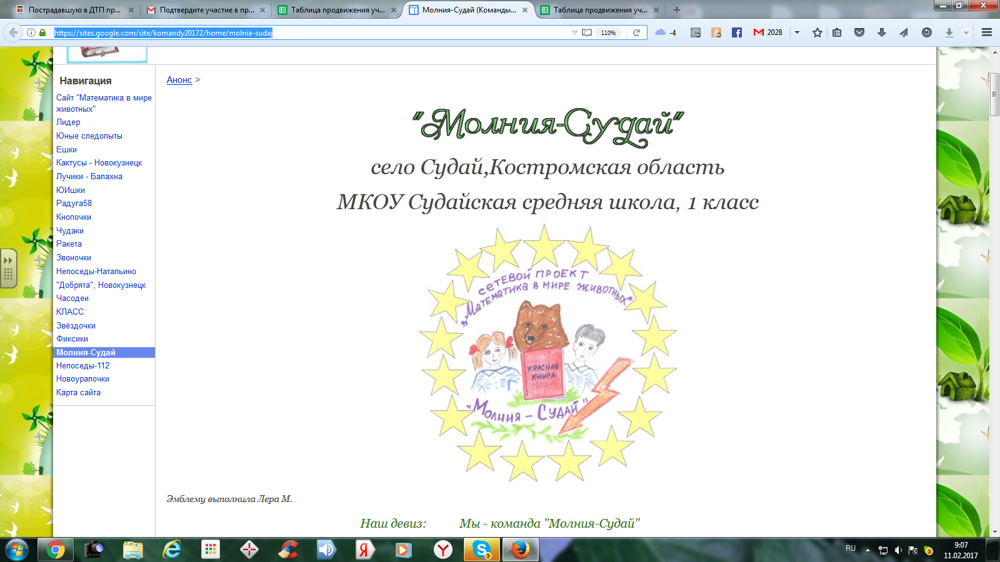 Пострадавшую в ДТП пр...
Подтвердите участие в пр...
Таблица продвижения уч...
Молния-Судай (Команды...
Таблица продвижения уч...
https://sites.google.com/site/komandy20172/home/molnia-sudaj
110%
-4
2028
Навигация
Сайт "Математика в мире
животных"
Лидер
Юные следопыты
Ешки
Кактусы - Новокузнецк
Лучики - Балахна
ЮИшки
Радуга58
Кнопочки
Чудаки
Ракета
Звоночки
Непоседы-Натальино
"Добрята", Новокузнецк
Часодеи
КЛАСС
Звёздочки
Фиксики
Молния-Судай
Непоседы-112
Новоуралочки
Карта сайта
Анонс >
"Молния-Судай"
село Судай,Костромская область
МКОУ Судайская средняя школа, 1 класс
СЕТЕВОЙ ПРОЕКТ
„МАТЕМАТИКА В МИРЕ ЖИВОТНЫХ"
КРАСНАЯ
КНИГА
"МОЛНИЯ - СУДАЙ"
Эмблему выполнила Лера М.
Наш девиз: Мы - команда "Молния-Судай"
RU
9:07
11.02.2017